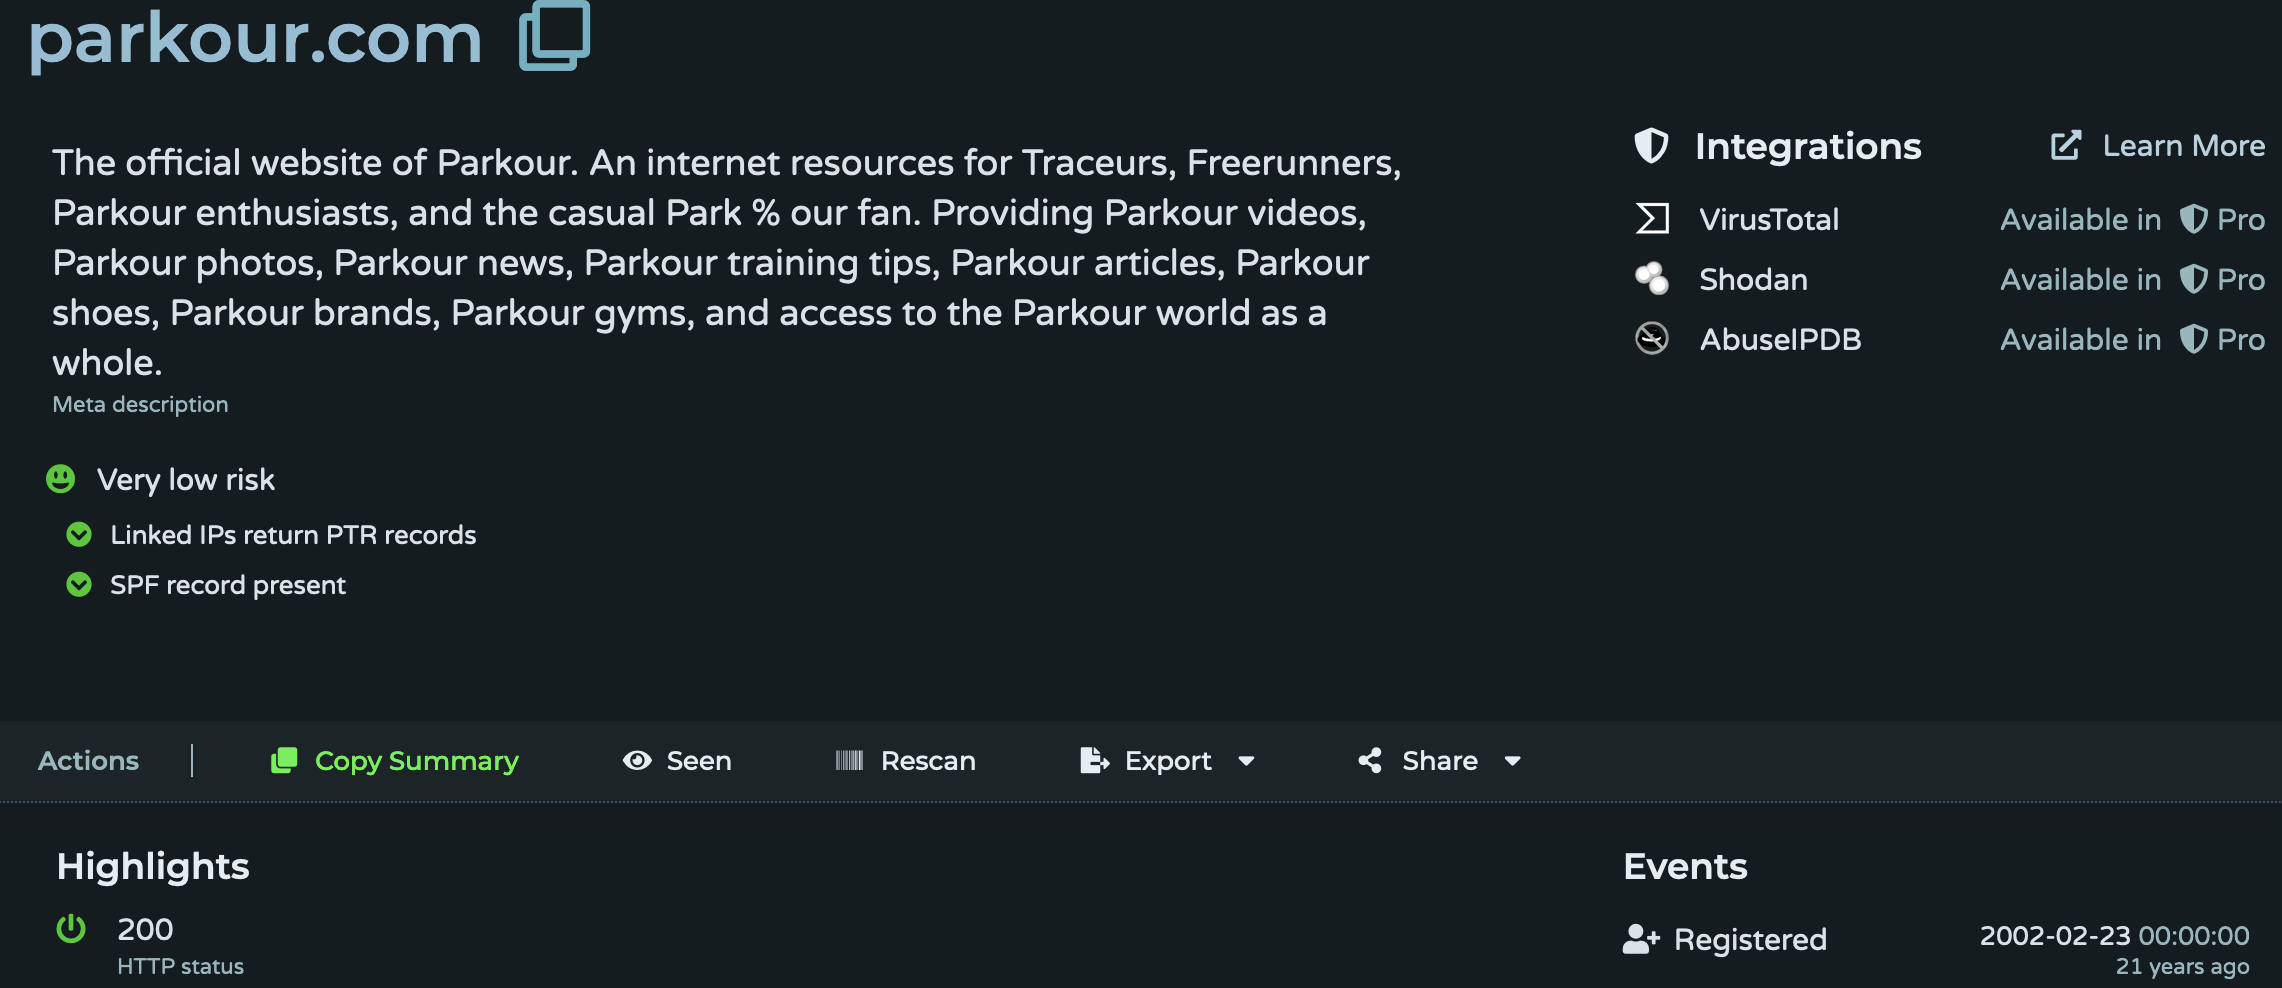 parkour.com
The official website of Parkour. An internet resources for Traceurs, Freerunners,
Parkour enthusiasts, and the casual Park % our fan. Providing Parkour videos,
Parkour photos, Parkour news, Parkour training tips, Parkour articles, Parkour
shoes, Parkour brands, Parkour gyms, and access to the Parkour world as a
whole.
Meta description
Very low risk
Linked IPs return PTR records
SPF record present
Integrations Learn More
VirusTotal Available in Pro
Shodan Available in Pro
AbuseIPDB Available in Pro
Actions Copy Summary Seen Rescan Export Share
Highlights
200
HTTP status
Events
Registered 2002-02-23 00:00:00
21 years ago